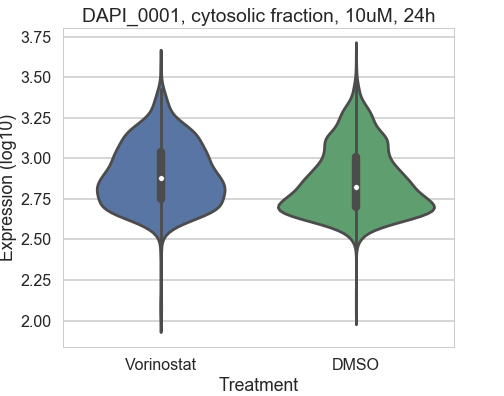 DAPI_0001, cytosolic fraction, 10uM, 24h
3.75
3.50
3.25
3.00
2.75
2.50
2.25
2.00
Expression (log10)
Vorinostat
DMSO
Treatment